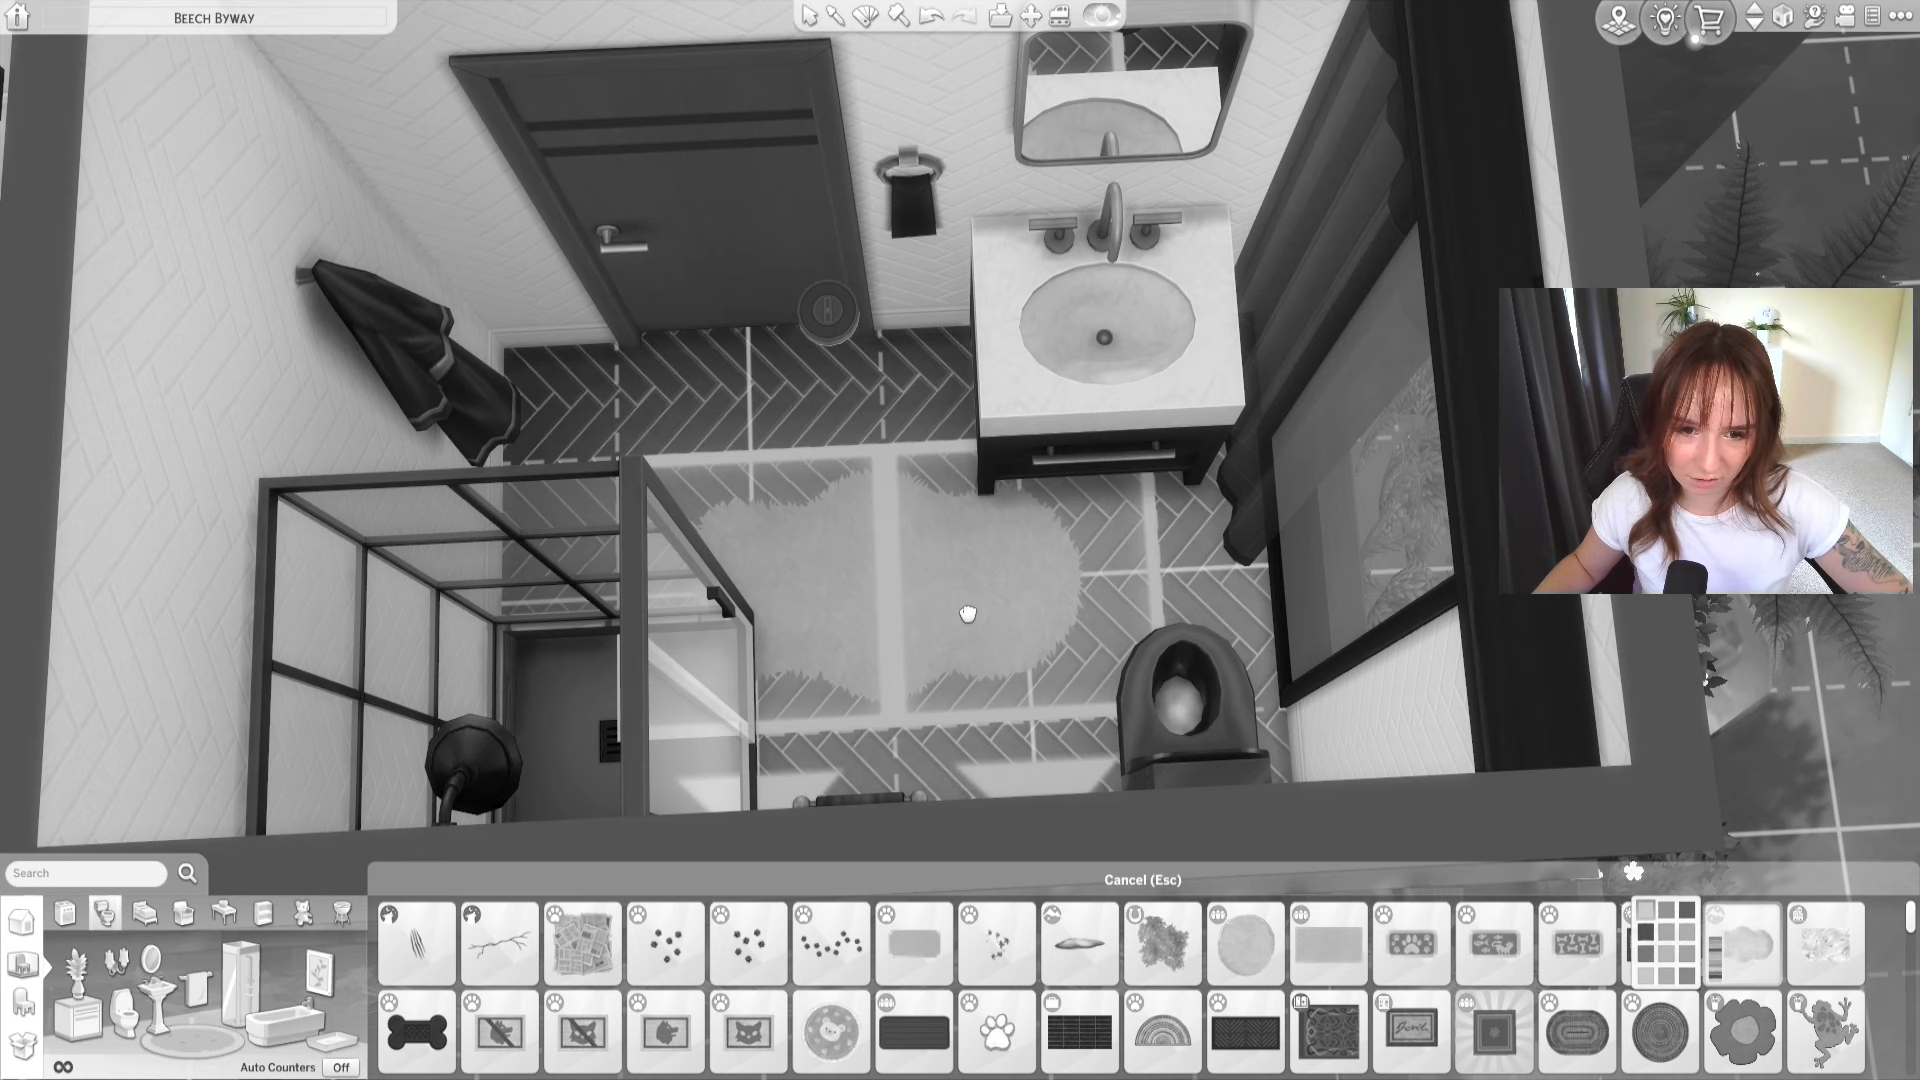 BEECH BYWAY
Search
Cancel (Esc)
Auto Counters
Off